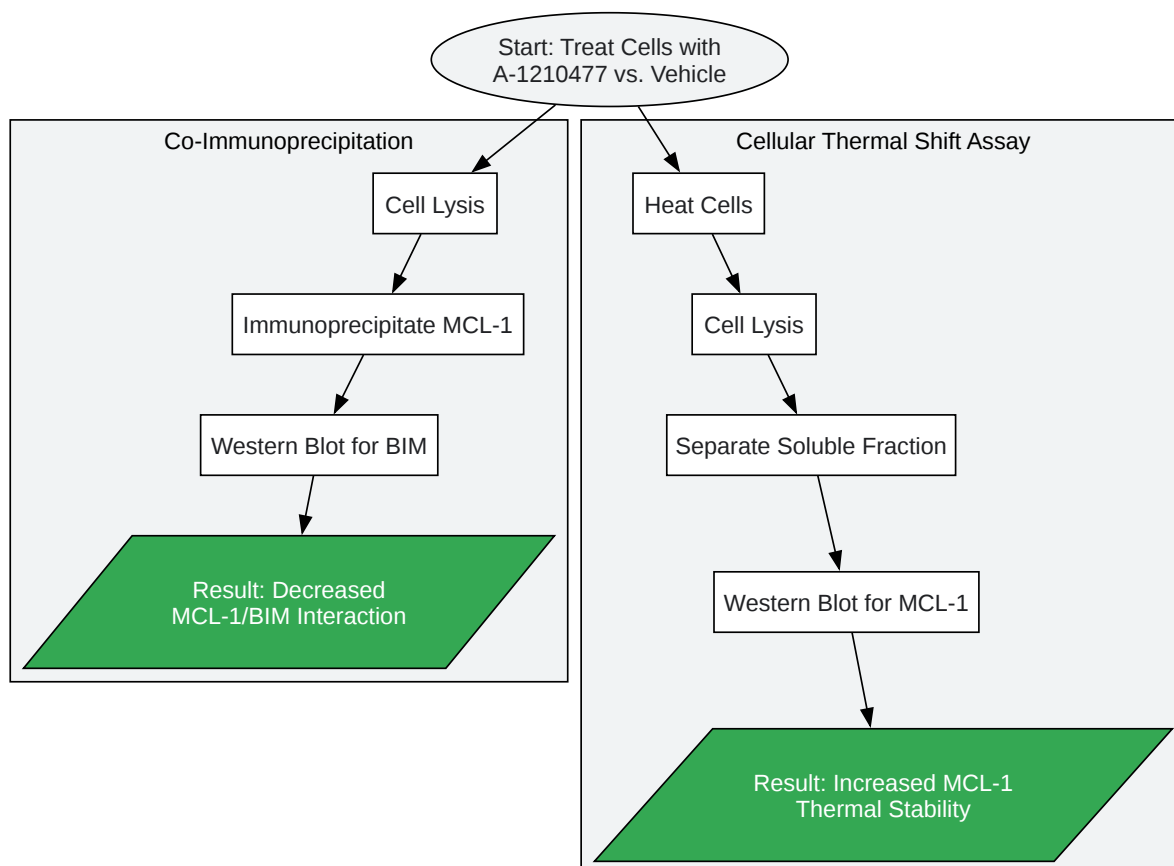 Start: Treat Cells with
A-1210477 vs. Vehicle
Co-Immunoprecipitation
Cell Lysis
Immunoprecipitate MCL-1
Western Blot for BIM
Result: Decreased
MCL-1/BIM Interaction
Cellular Thermal Shift Assay
Heat Cells
Cell Lysis
Separate Soluble Fraction
Western Blot for MCL-1
Result: Increased MCL-1
Thermal Stability